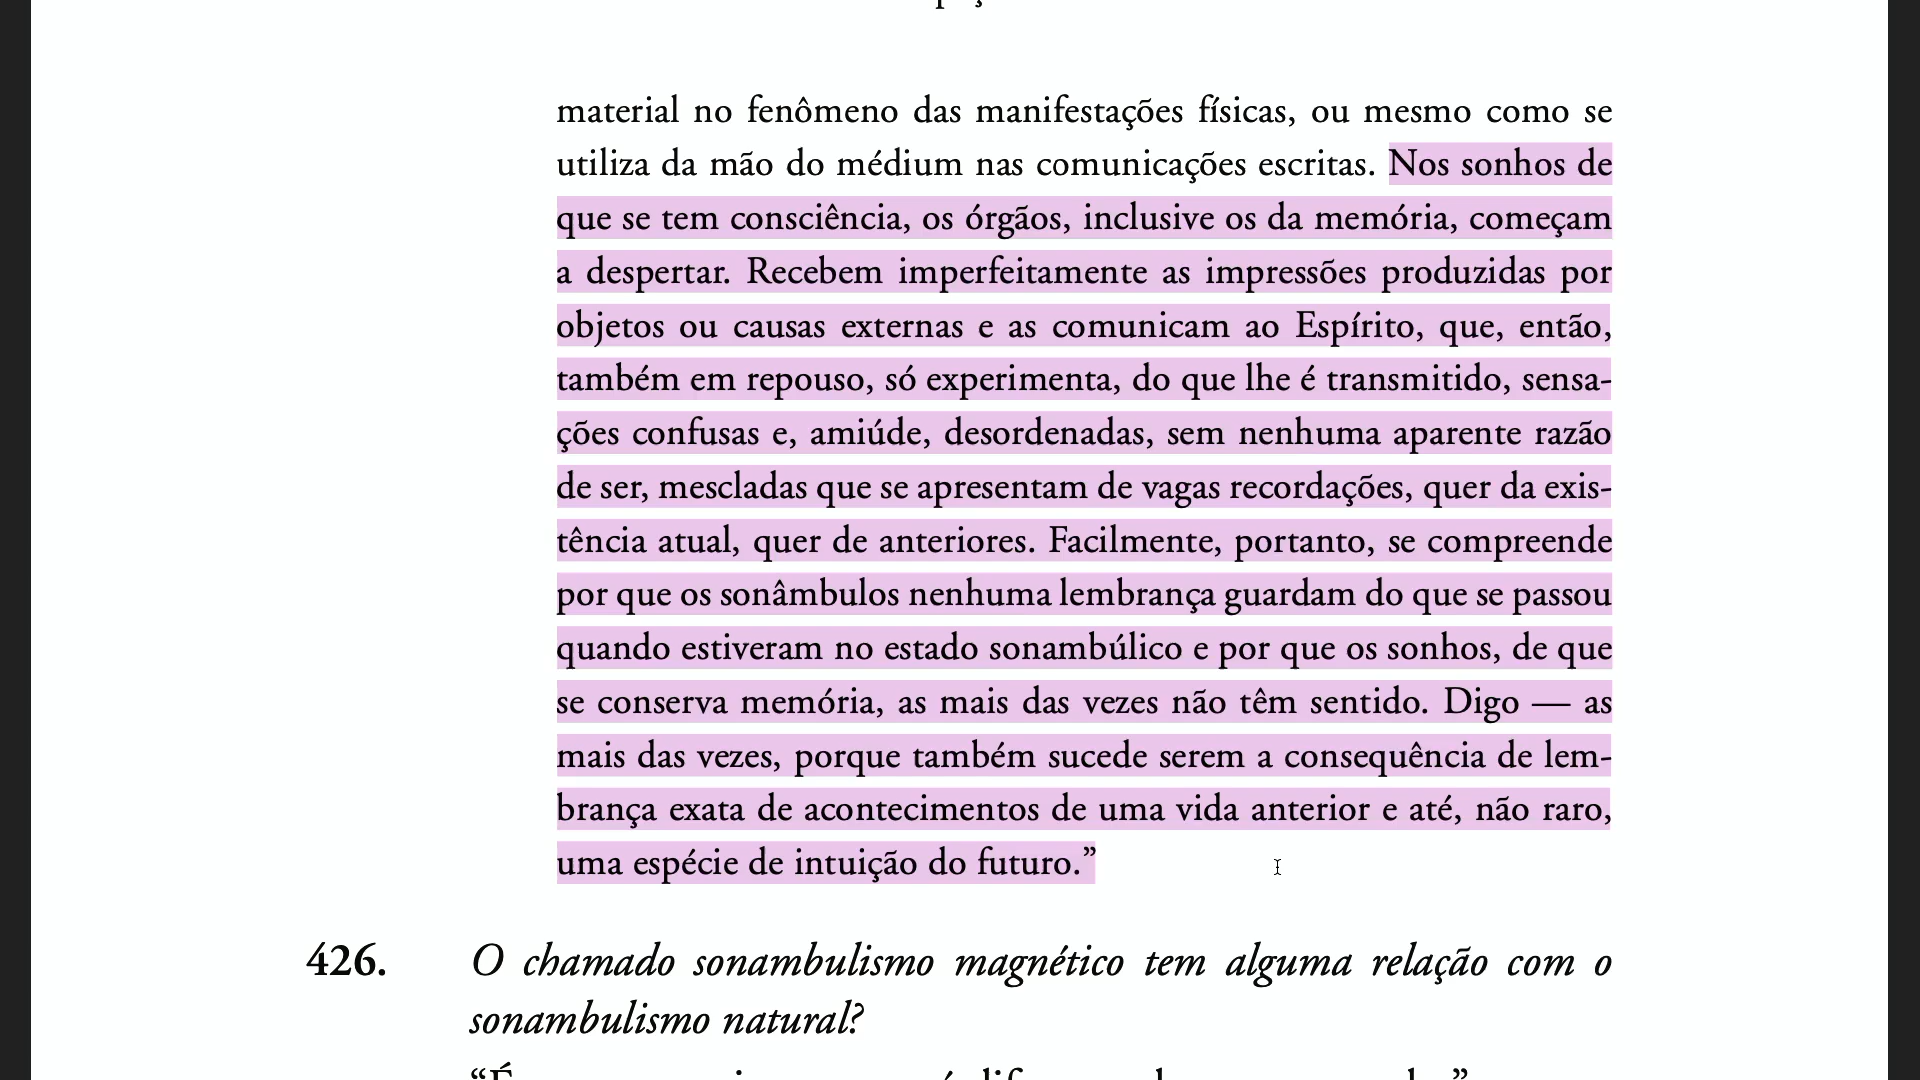 material no fenômeno das manifestações físicas, ou mesmo como se
utiliza da mão do médium nas comunicações escritas. Nos sonhos de
que se tem consciência, os órgãos, inclusive os da memória, começam
a despertar. Recebem imperfeitamente as impressões produzidas por
objetos ou causas externas e as comunicam ao Espírito, que, então,
também em repouso, só experimenta, do que lhe é transmitido, sensa-
ções confusas e, amiúde, desordenadas, sem nenhuma aparente razão
de ser, mescladas que se apresentam de vagas recordações, quer da exis-
tência atual, quer de anteriores. Facilmente, portanto, se compreende
por que os sonâmbulos nenhuma lembrança guardam do que se passou
quando estiveram no estado sonambúlico e por que os sonhos, de que
se conserva memória, as mais das vezes não têm sentido. Digo — as
mais das vezes, porque também sucede serem a consequência de lem-
brança exata de acontecimentos de uma vida anterior e até, não raro,
uma espécie de intuição do futuro.”
426. O chamado sonambulismo magnético tem alguma relação com o
sonambulismo natural?